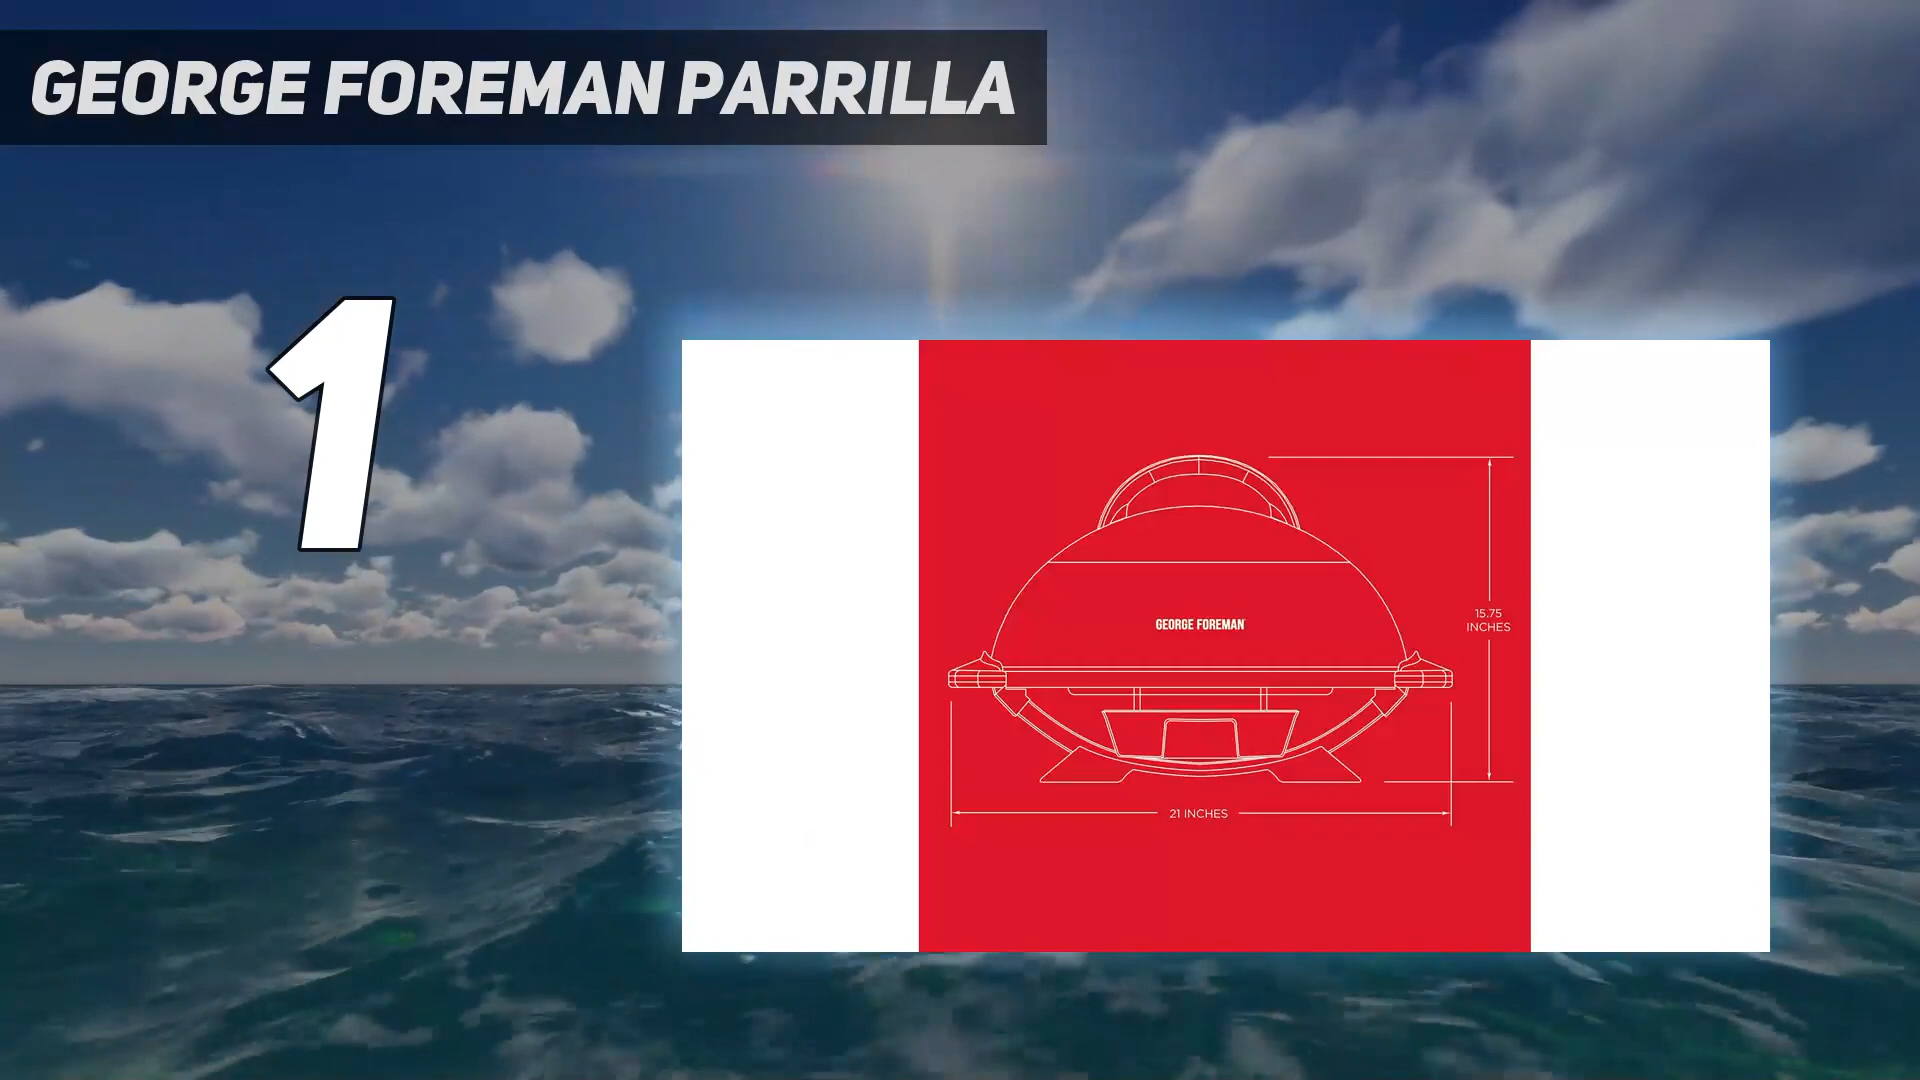 GEORGE FOREMAN PARRILLA
1
GEORGE FOREMAN
15.75
INCHES
21 INCHES